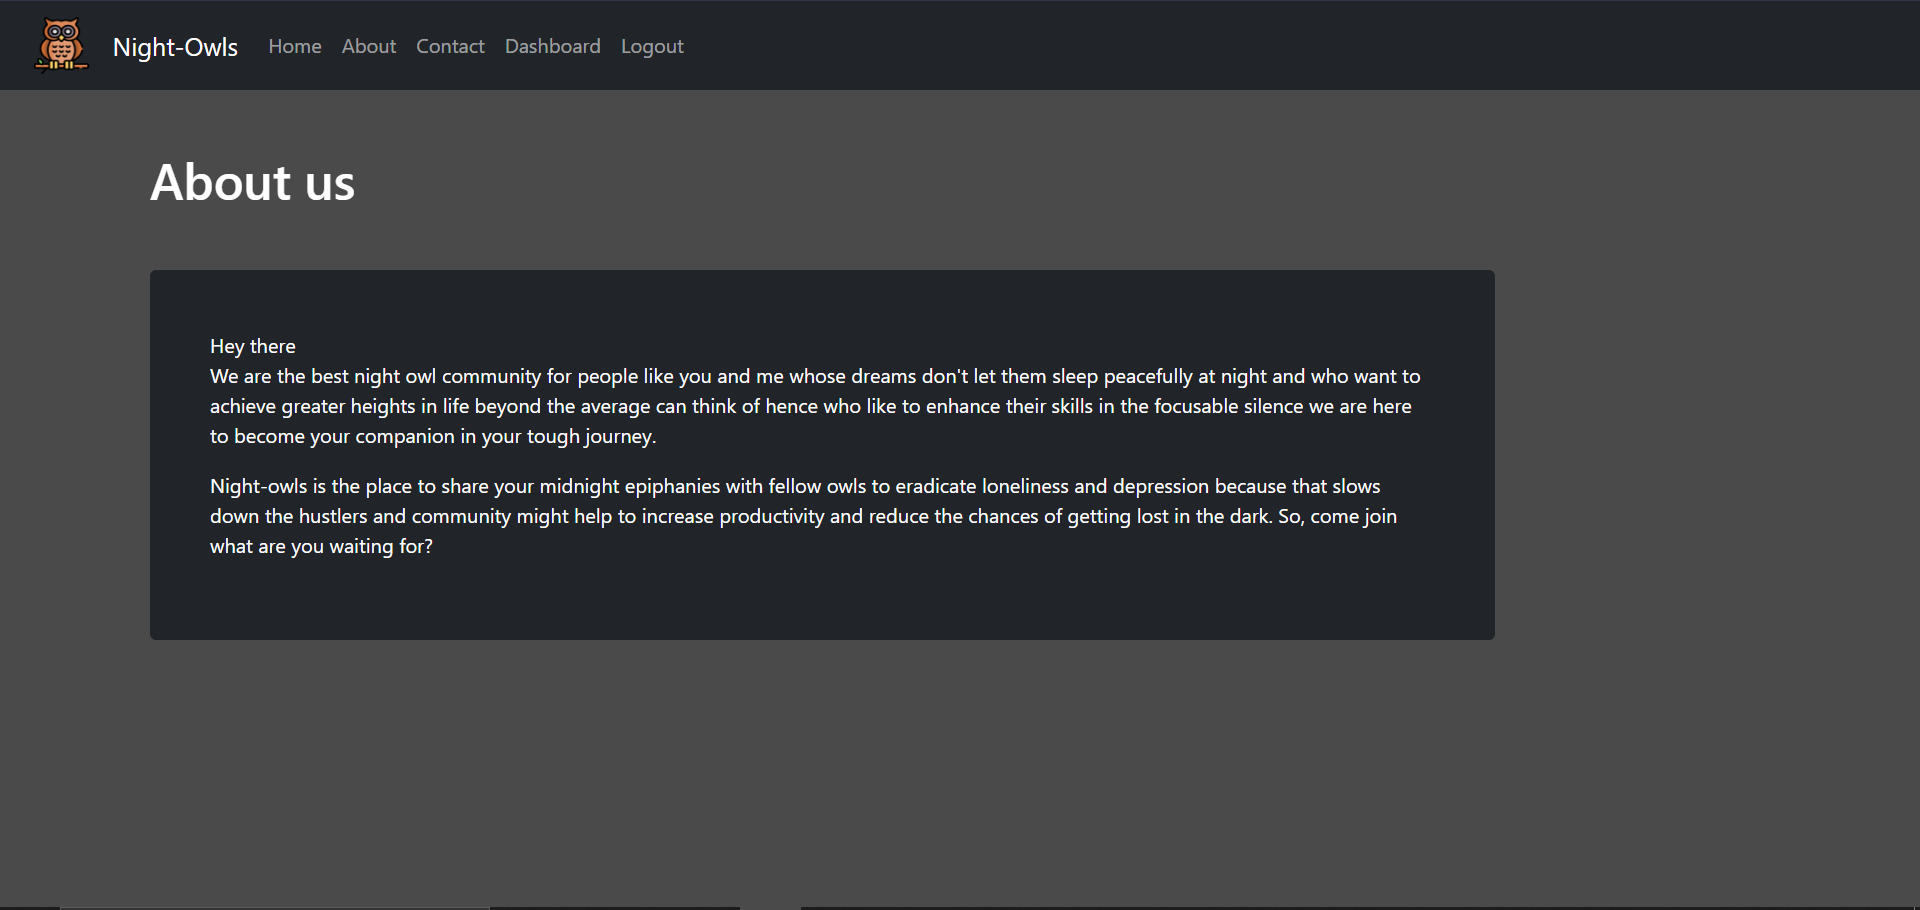 Night-Owls Home About Contact Dashboard Logout
About us
Hey there
We are the best night owl community for people like you and me whose dreams don't let them sleep peacefully at night and who want to
achieve greater heights in life beyond the average can think of hence who like to enhance their skills in the focusable silence we are here
to become your companion in your tough journey.
Night-owls is the place to share your midnight epiphanies with fellow owls to eradicate loneliness and depression because that slows
down the hustlers and community might help to increase productivity and reduce the chances of getting lost in the dark. So, come join
what are you waiting for?